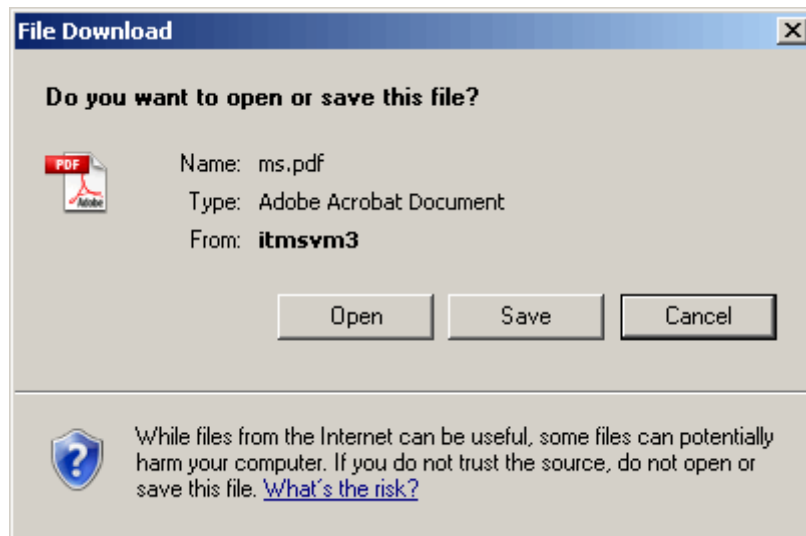 File Download
Do you want to open or save this file?
PDF
Adobe
Name: ms.pdf
Type: Adobe Acrobat Document
From: itmsvm3
Open Save Cancel
While files from the Internet can be useful, some files can potentially
harm your computer. If you do not trust the source, do not open or
save this file. What's the risk?